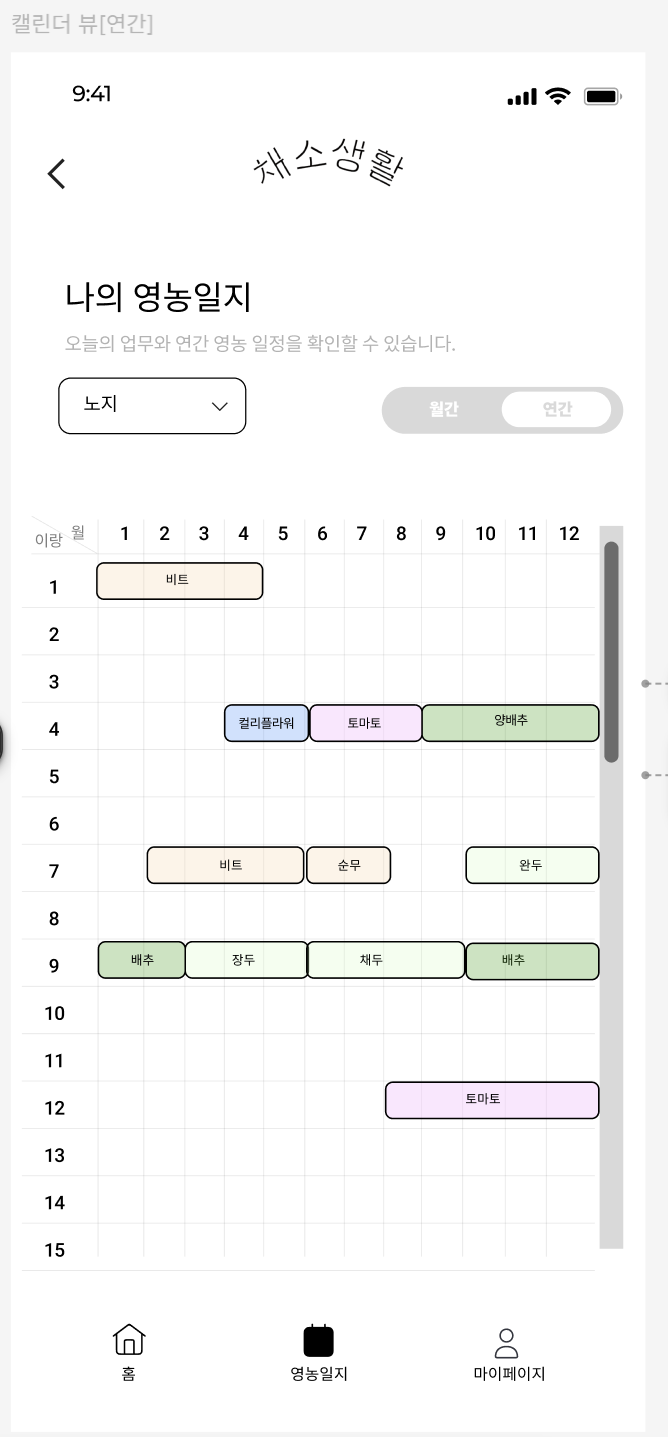 캘린더 뷰[연간]
9:41
채소생활
나의 영농일지
오늘의 업무와 연간 영농 일정을 확인할 수 있습니다.
노지
월간 연간
이랑 월 1 2 3 4 5 6 7 8 9 10 11 12
1 비트
2
3
4 컬리플라워 토마토 양배추
5
6
7 비트 순무 완두
8
9 배추 장두 채두 배추
10
11
12 토마토
13
14
15
홈 영농일지 마이페이지